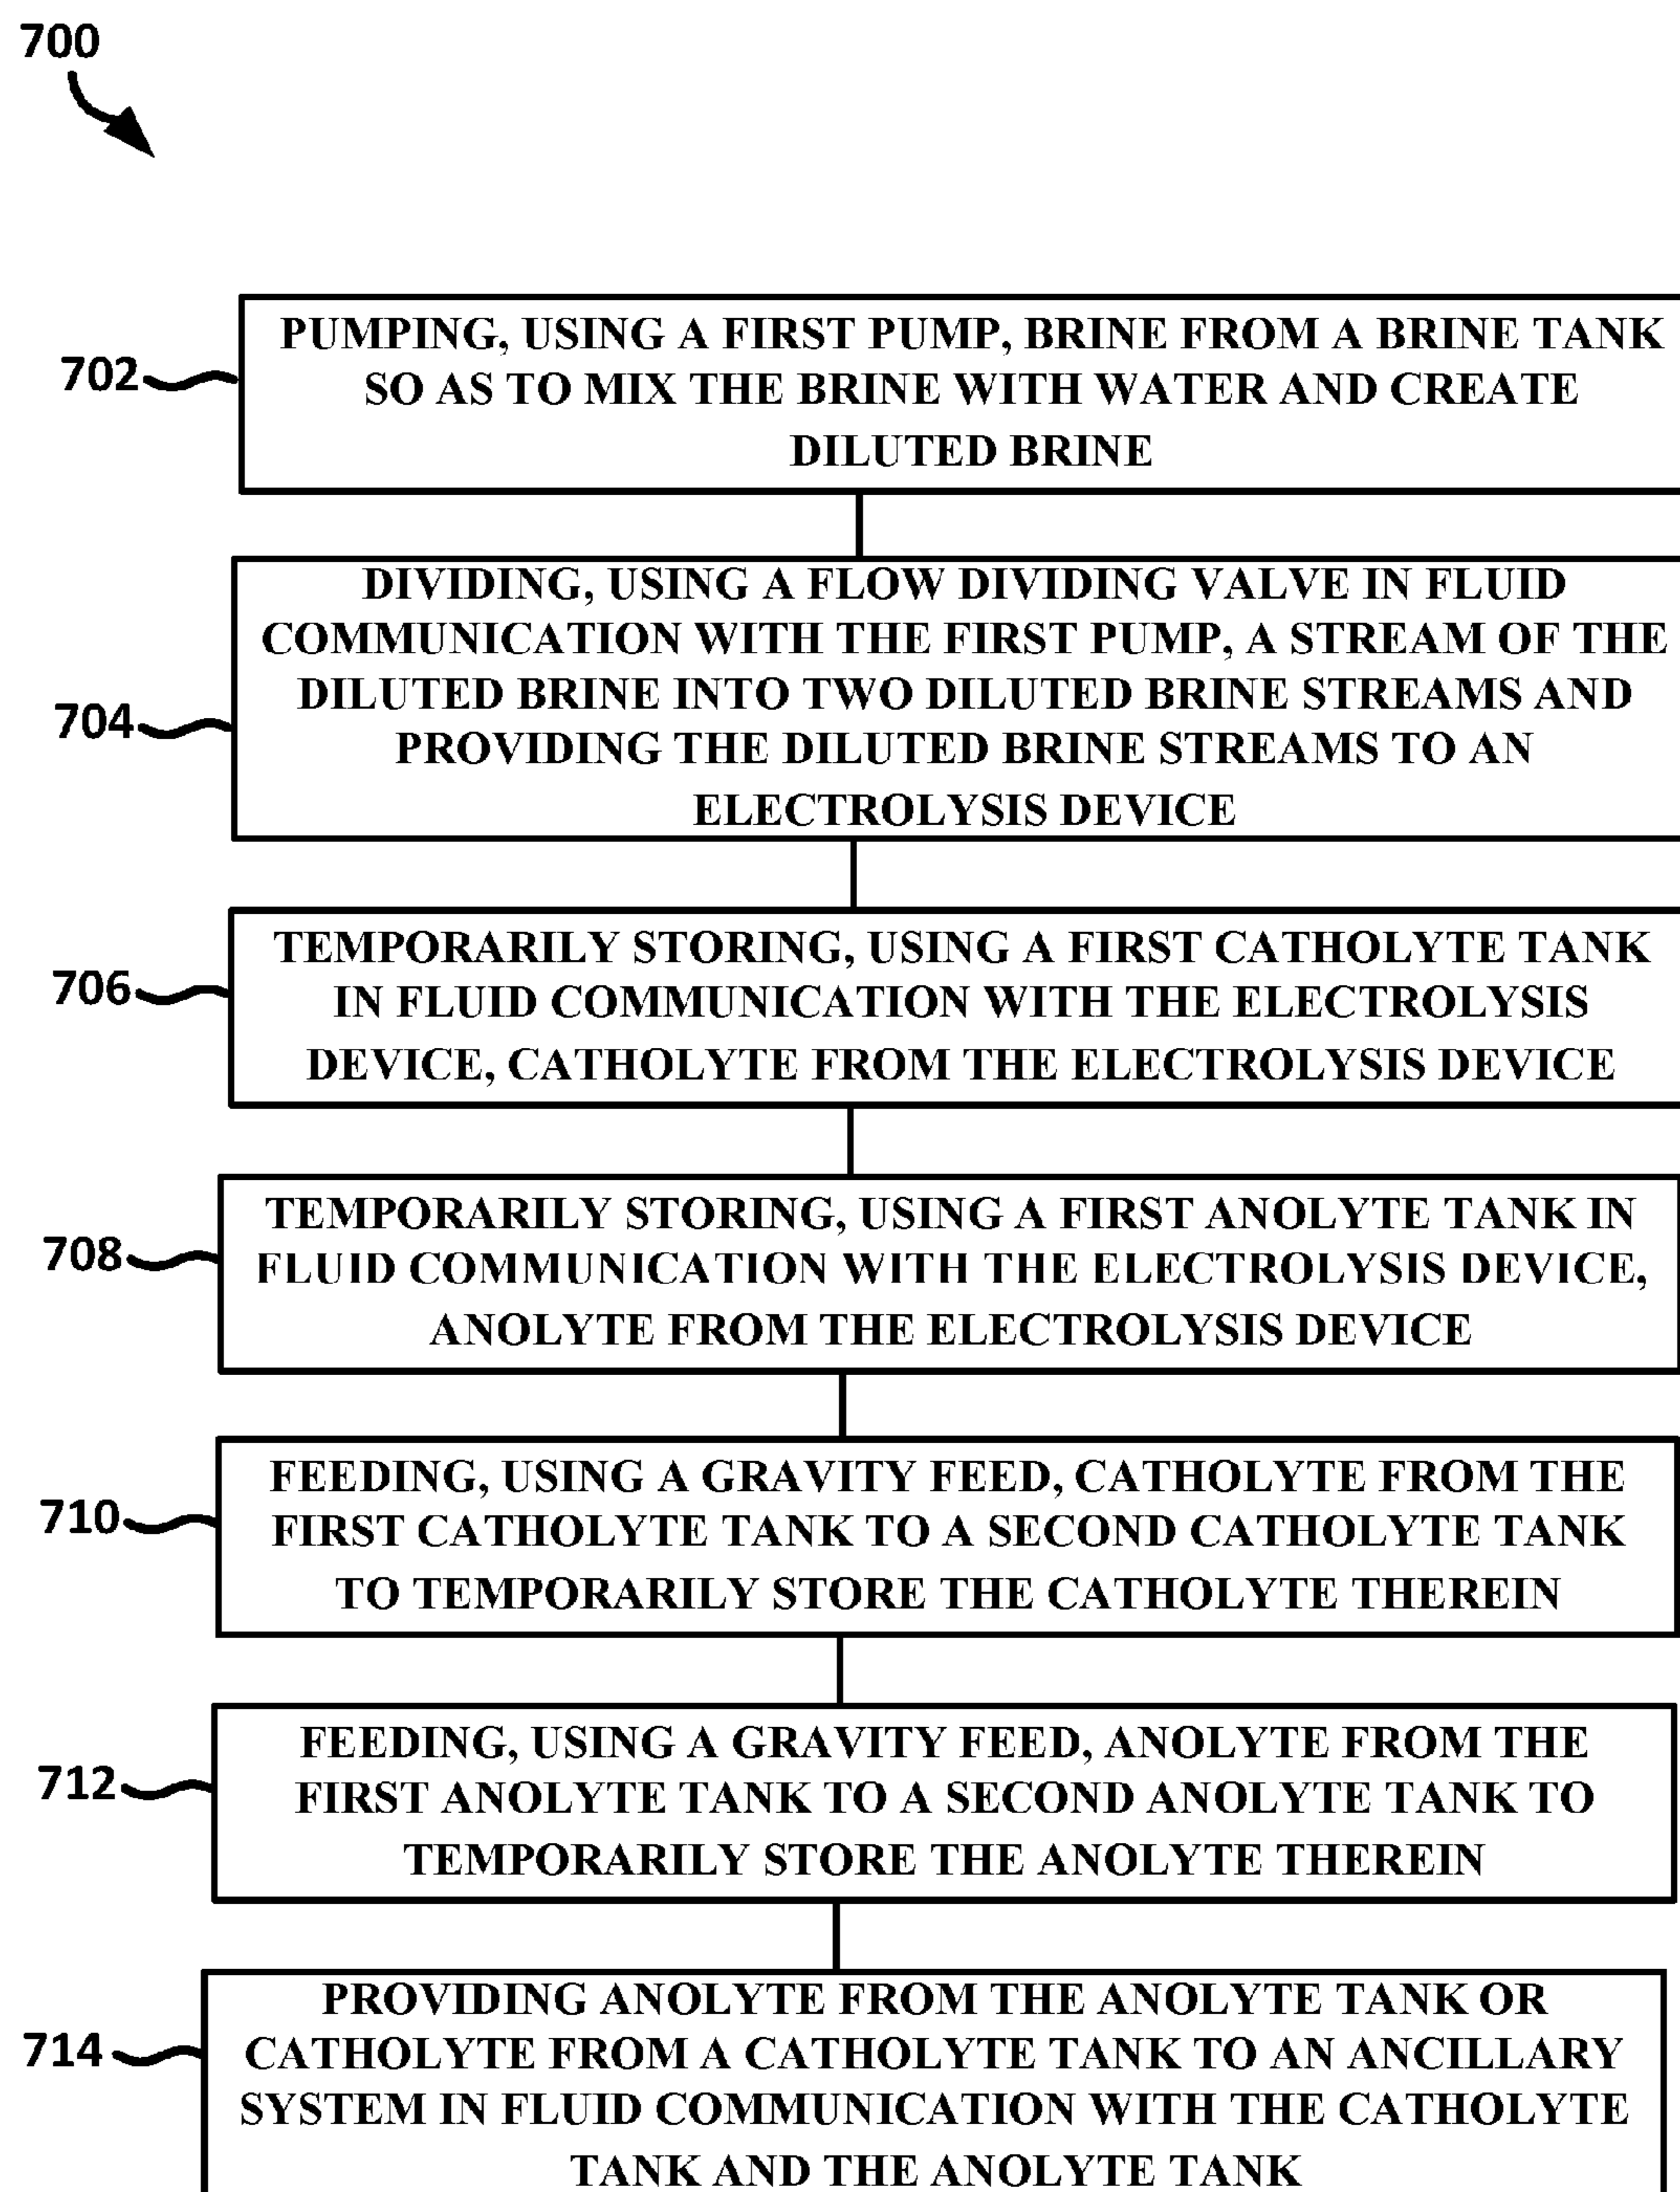 700
702
PUMPING, USING A FIRST PUMP, BRINE FROM A BRINE TANK
SO AS TO MIX THE BRINE WITH WATER AND CREATE
DILUTED BRINE
704
DIVIDING, USING A FLOW DIVIDING VALVE IN FLUID
COMMUNICATION WITH THE FIRST PUMP, A STREAM OF THE
DILUTED BRINE INTO TWO DILUTED BRINE STREAMS AND
PROVIDING THE DILUTED BRINE STREAMS TO AN
ELECTROLYSIS DEVICE
706
TEMPORARILY STORING, USING A FIRST CATHOLYTE TANK
IN FLUID COMMUNICATION WITH THE ELECTROLYSIS
DEVICE, CATHOLYTE FROM THE ELECTROLYSIS DEVICE
708
TEMPORARILY STORING, USING A FIRST ANOLYTE TANK IN
FLUID COMMUNICATION WITH THE ELECTROLYSIS DEVICE,
ANOLYTE FROM THE ELECTROLYSIS DEVICE
710
FEEDING, USING A GRAVITY FEED, CATHOLYTE FROM THE
FIRST CATHOLYTE TANK TO A SECOND CATHOLYTE TANK
TO TEMPORARILY STORE THE CATHOLYTE THEREIN
712
FEEDING, USING A GRAVITY FEED, ANOLYTE FROM THE
FIRST ANOLYTE TANK TO A SECOND ANOLYTE TANK TO
TEMPORARILY STORE THE ANOLYTE THEREIN
714
PROVIDING ANOLYTE FROM THE ANOLYTE TANK OR
CATHOLYTE FROM A CATHOLYTE TANK TO AN ANCILLARY
SYSTEM IN FLUID COMMUNICATION WITH THE CATHOLYTE
TANK AND THE ANOLYTE TANK